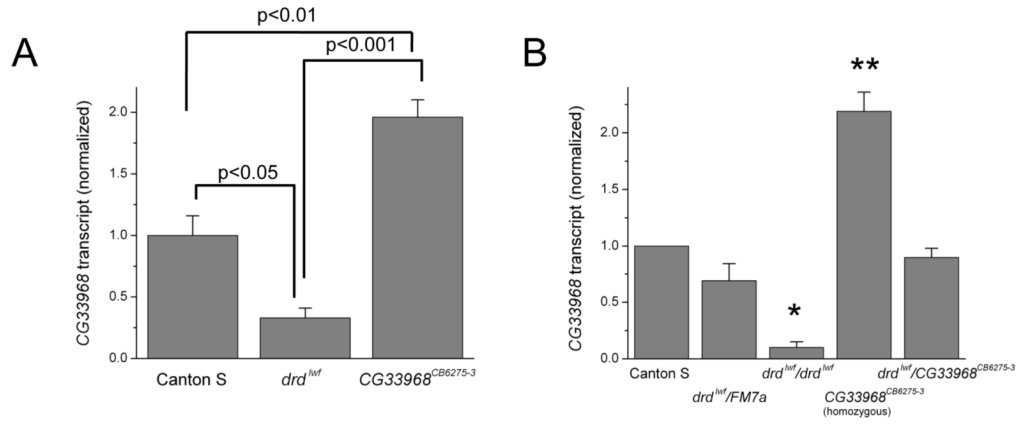 A
p<0.01
p<0.001
p<0.05
CG33968 transcript (normalized)
2.0
1.5
1.0
0.5
0.0
Canton S
drd lwf
CG33968 CB6275-3
B
**
*
CG33968 transcript (normalized)
2.0
1.0
0.5
0.0
Canton S
drd lwf/drd lwf
drd lwf/CG33968 CB6275-3
drd lwf/FM7a
CG33968 CB6275-3
(homozygous)